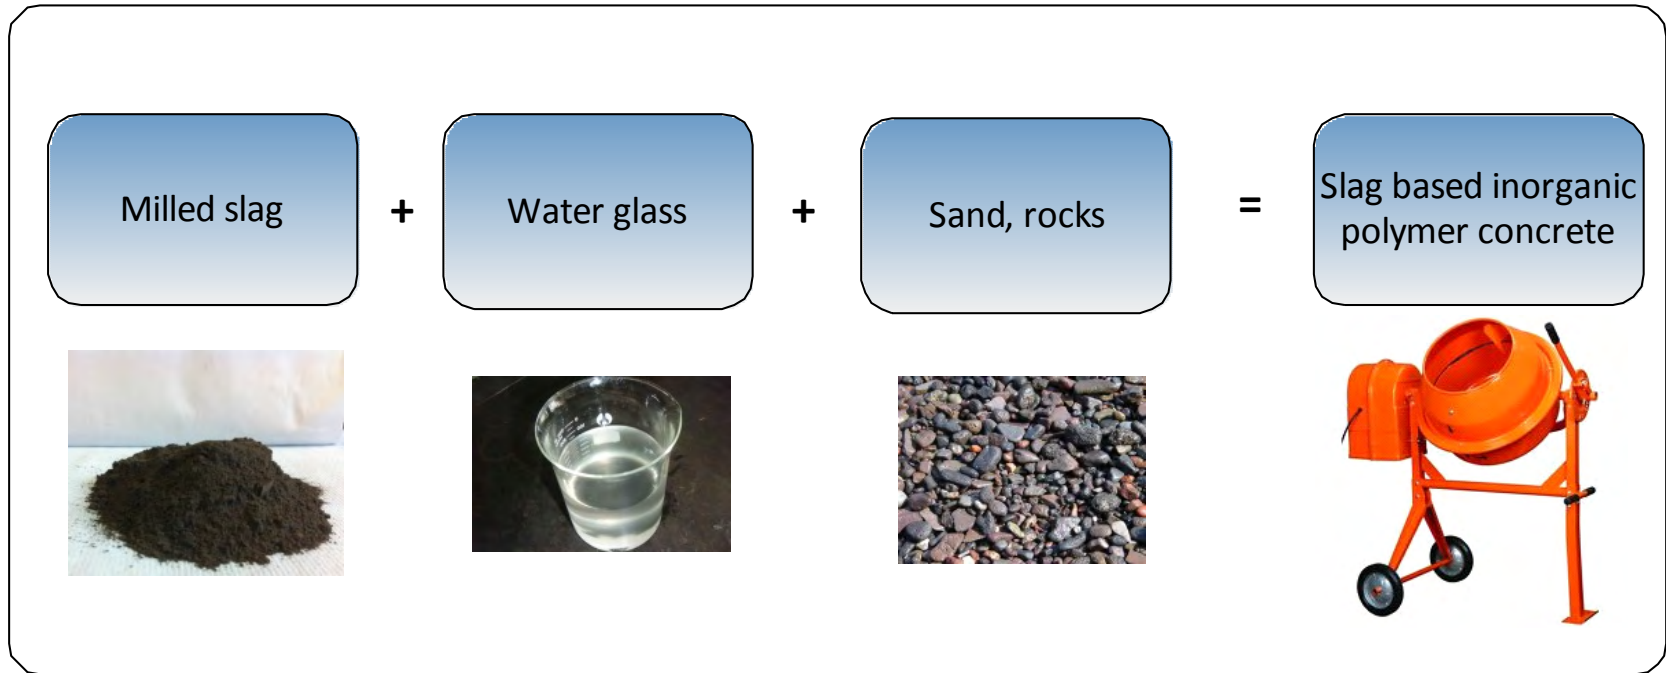 Milled slag
+
Water glass
+
Sand, rocks
=
Slag based inorganic
polymer concrete